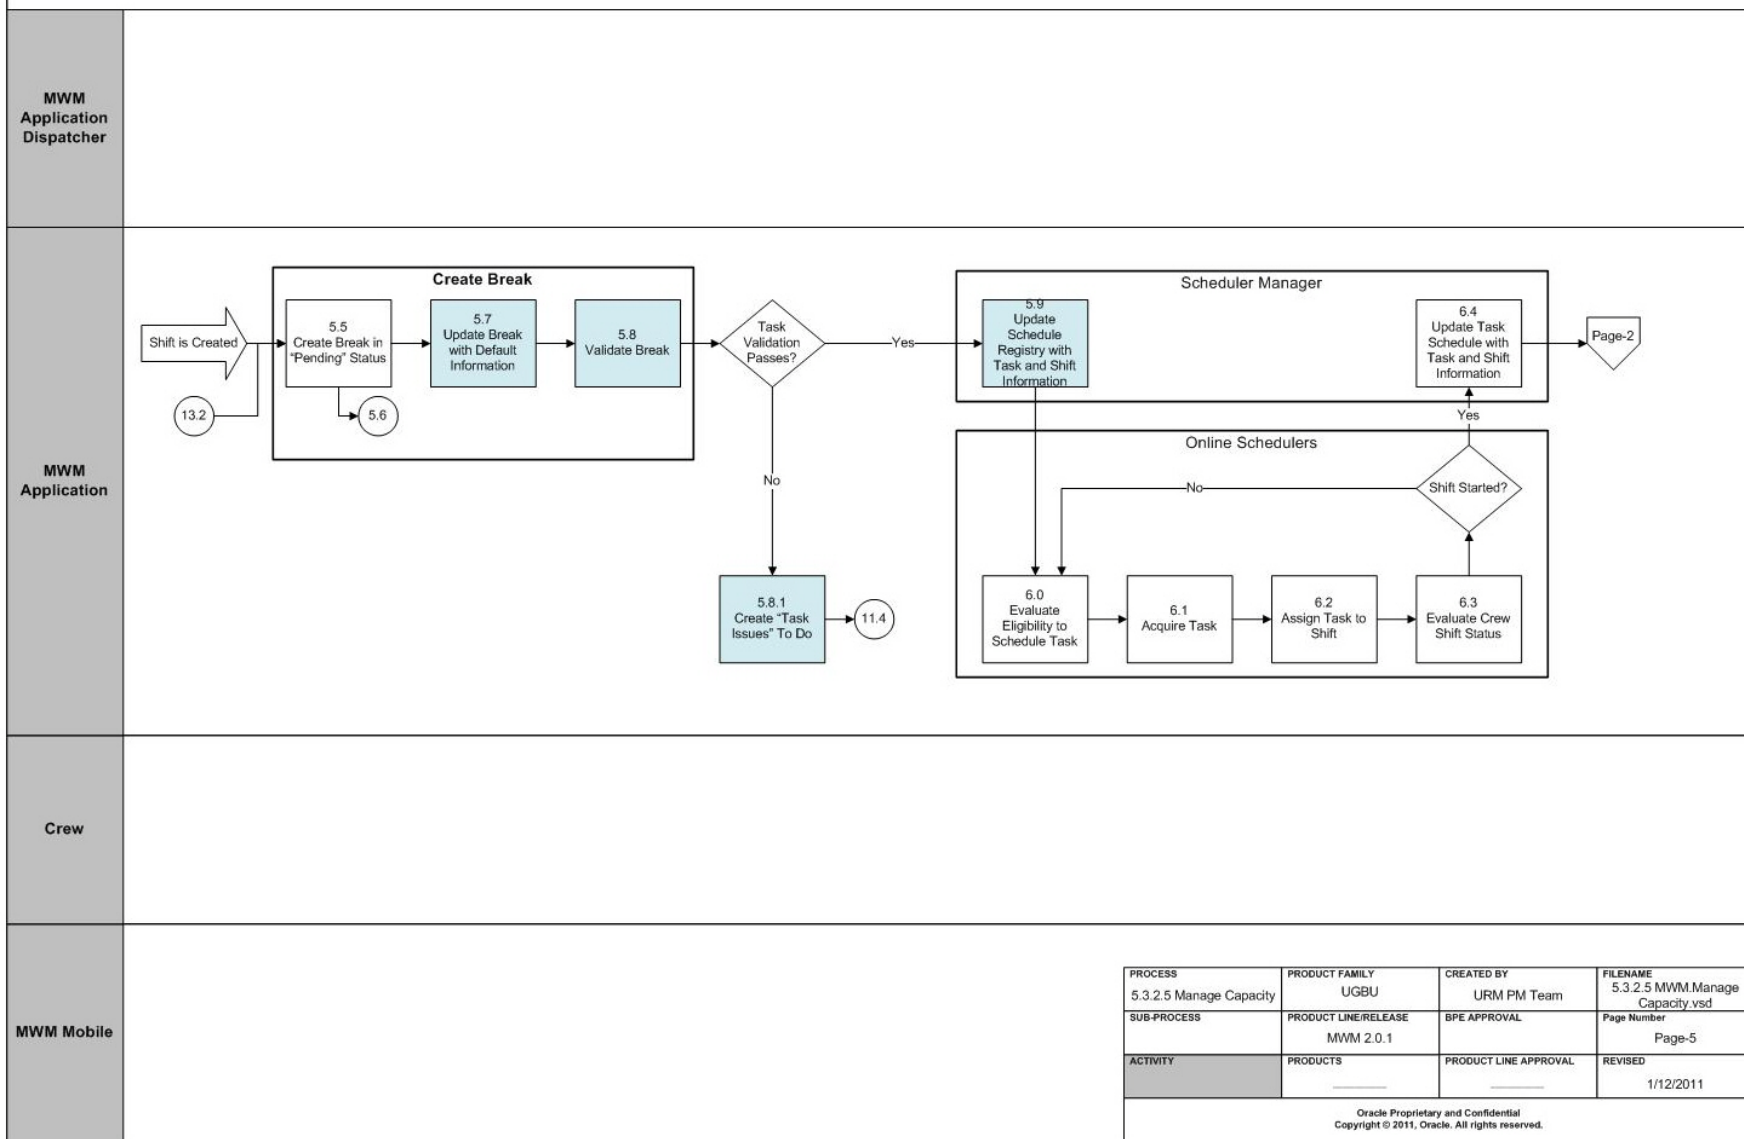 MWM
Application
Dispatcher
MWM
Application
Shift is Created
13.2
Create Break
5.5
Create Break in
“Pending” Status
5.6
5.7
Update Break
with Default
Information
5.8
Validate Break
Task
Validation
Passes?
Yes
No
5.8.1
Create “Task
Issues” To Do
11.4
Scheduler Manager
5.9
Update
Schedule
Registry with
Task and Shift
Information
6.4
Update Task
Schedule with
Task and Shift
Information
Page-2
Yes
Online Schedulers
Shift Started?
No
6.0
Evaluate
Eligibility to
Schedule Task
6.1
Acquire Task
6.2
Assign Task to
Shift
6.3
Evaluate Crew
Shift Status
Crew
MWM Mobile
PROCESS
5.3.2.5 Manage Capacity
PRODUCT FAMILY
UGBU
CREATED BY
URM PM Team
FILENAME
5.3.2.5 MWM.Manage
Capacity.vsd
SUB-PROCESS
PRODUCT LINE/RELEASE
MWM 2.0.1
BPE APPROVAL
Page Number
Page-5
ACTIVITY
PRODUCTS
PRODUCT LINE APPROVAL
REVISED
1/12/2011
Oracle Proprietary and Confidential
Copyright © 2011, Oracle. All rights reserved.